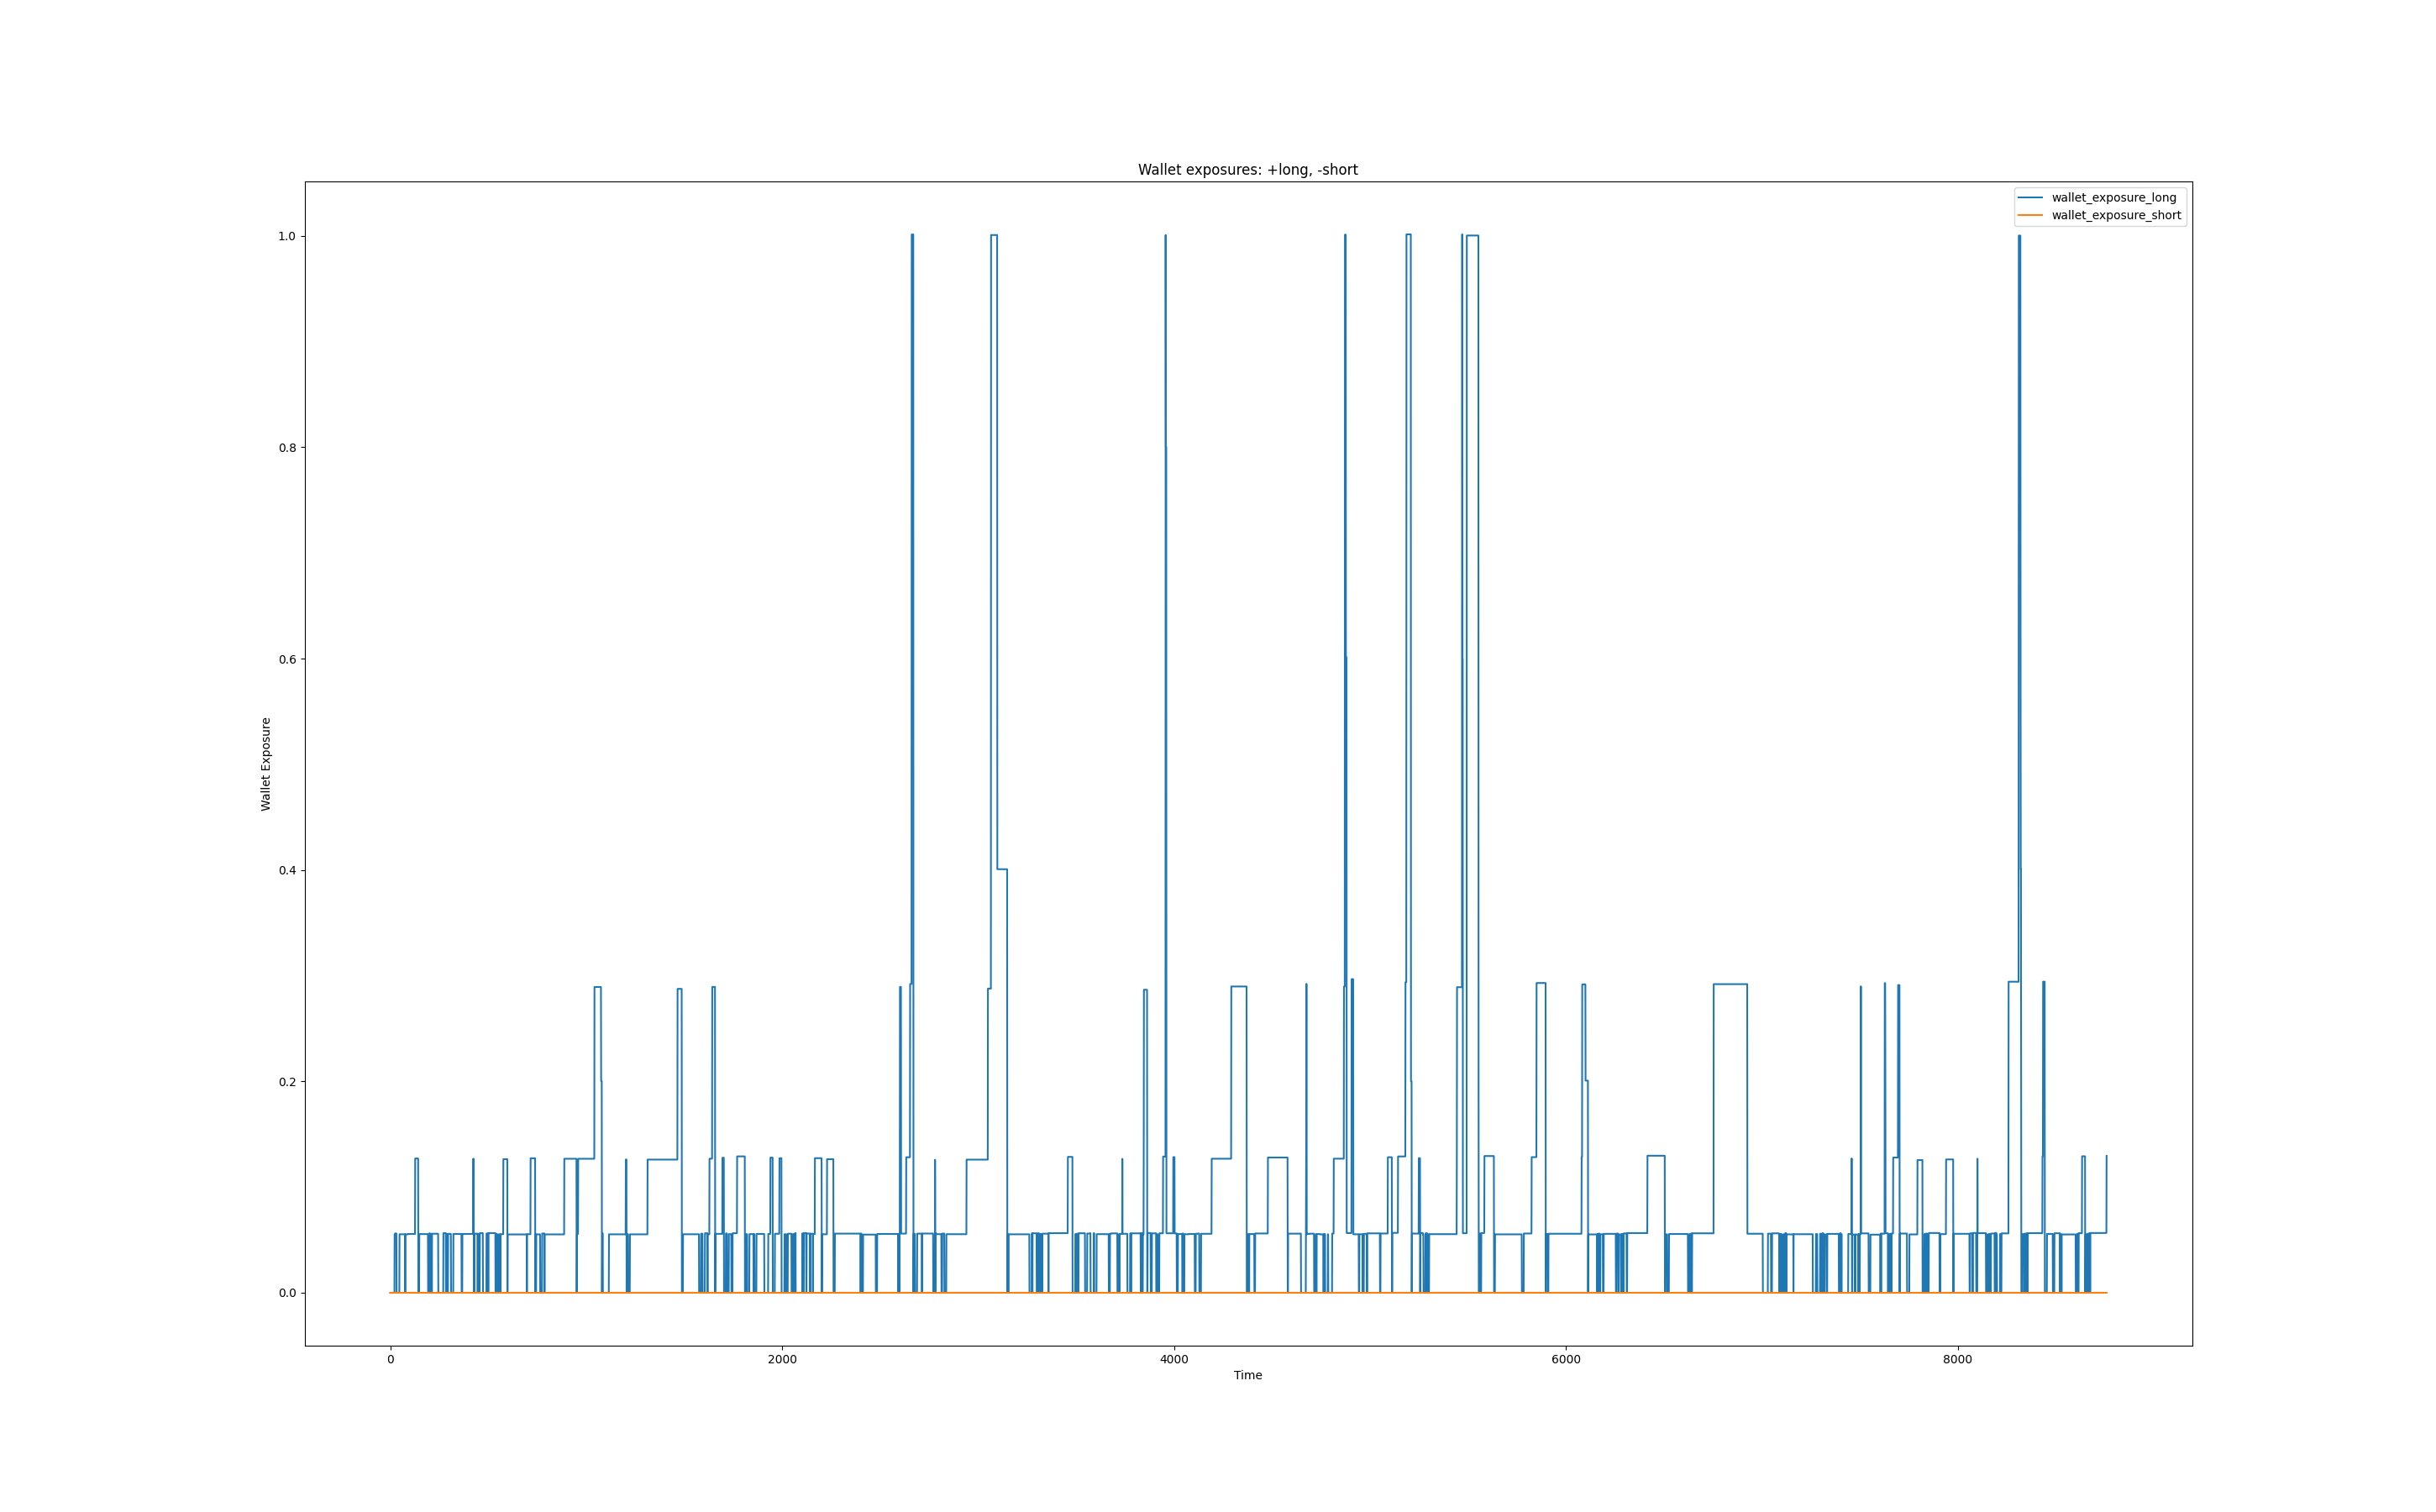 Wallet exposures: +long, -short
wallet_exposure_long
wallet_exposure_short
1.0
0.8
0.6
0.4
0.2
0.0
Wallet Exposure
0 2000 4000 6000 8000
Time